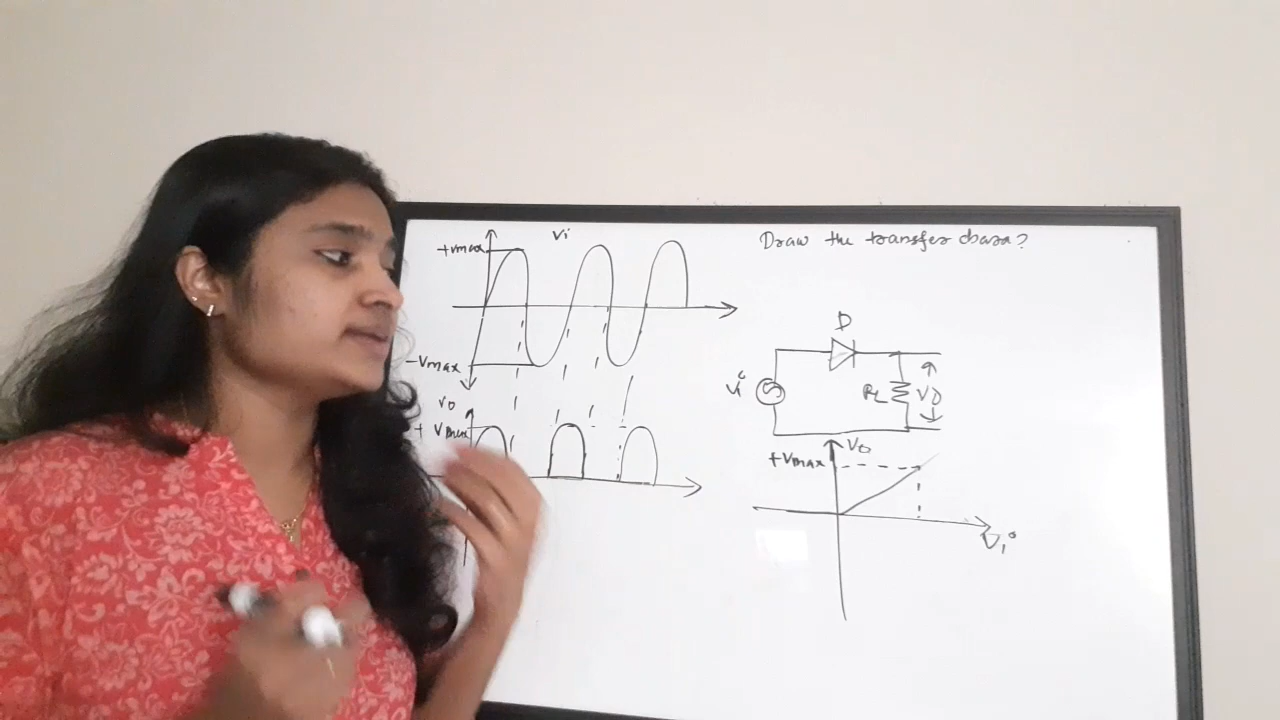 Vi
+Vmax
-Vmax
Vo
+ Vmax
Draw the transfer chara?
D
Vi
RL
VO
Vo
+Vmax
Vi